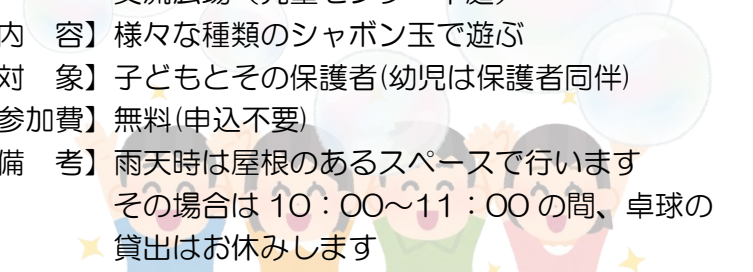 内　容】様々な種類のシャボン玉で遊ぶ
対　象】子どもとその保護者(幼児は保護者同伴)
参加費】無料(申込不要)
備　考】雨天時は屋根のあるスペースで行います
その場合は 10：00～11：00 の間、卓球の
貸出はお休みします